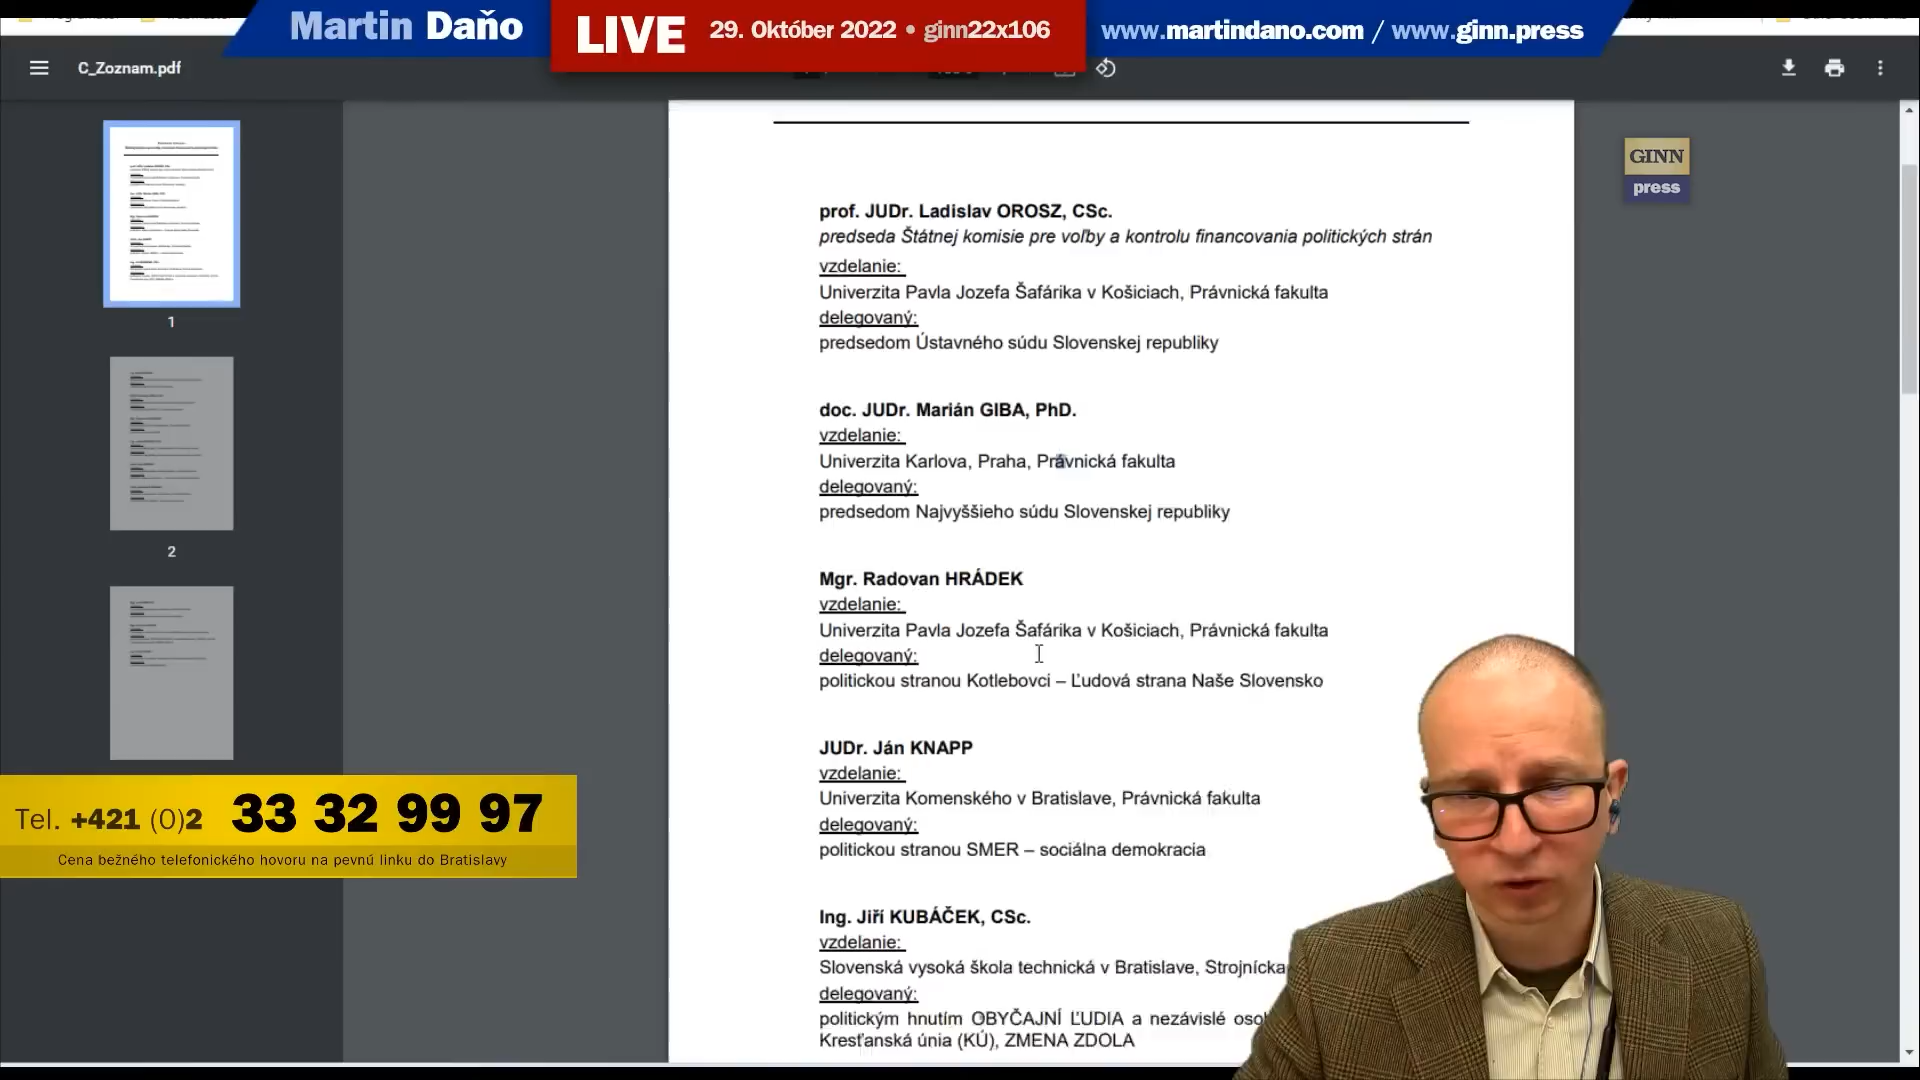 Martin Daňo
LIVE
29. Október 2022 • ginn22x106
www.martindano.com / www.ginn.press
C_Zoznam.pdf
GINN
press
prof. JUDr. Ladislav OROSZ, CSc.
predseda Štátnej komisie pre voľby a kontrolu financovania politických strán
vzdelanie:
Univerzita Pavla Jozefa Šafárika v Košiciach, Právnická fakulta
delegovaný:
predsedom Ústavného súdu Slovenskej republiky
doc. JUDr. Marián GIBA, PhD.
vzdelanie:
Univerzita Karlova, Praha, Právnická fakulta
delegovaný:
predsedom Najvyššieho súdu Slovenskej republiky
Mgr. Radovan HRÁDEK
vzdelanie:
Univerzita Pavla Jozefa Šafárika v Košiciach, Právnická fakulta
delegovaný:
politickou stranou Kotlebovci – Ľudová strana Naše Slovensko
JUDr. Ján KNAPP
vzdelanie:
Univerzita Komenského v Bratislave, Právnická fakulta
delegovaný:
politickou stranou SMER – sociálna demokracia
Ing. Jiří KUBÁČEK, CSc.
vzdelanie:
Slovenská vysoká škola technická v Bratislave, Strojnícka
delegovaný:
politickým hnutím OBYČAJNÍ ĽUDIA a nezávislé
Kresťanská únia (KÚ), ZMENA ZDOLA
1
2
Tel. +421 (0)2 33 32 99 97
Cena bežného telefonického hovoru na pevnú linku do Bratislavy